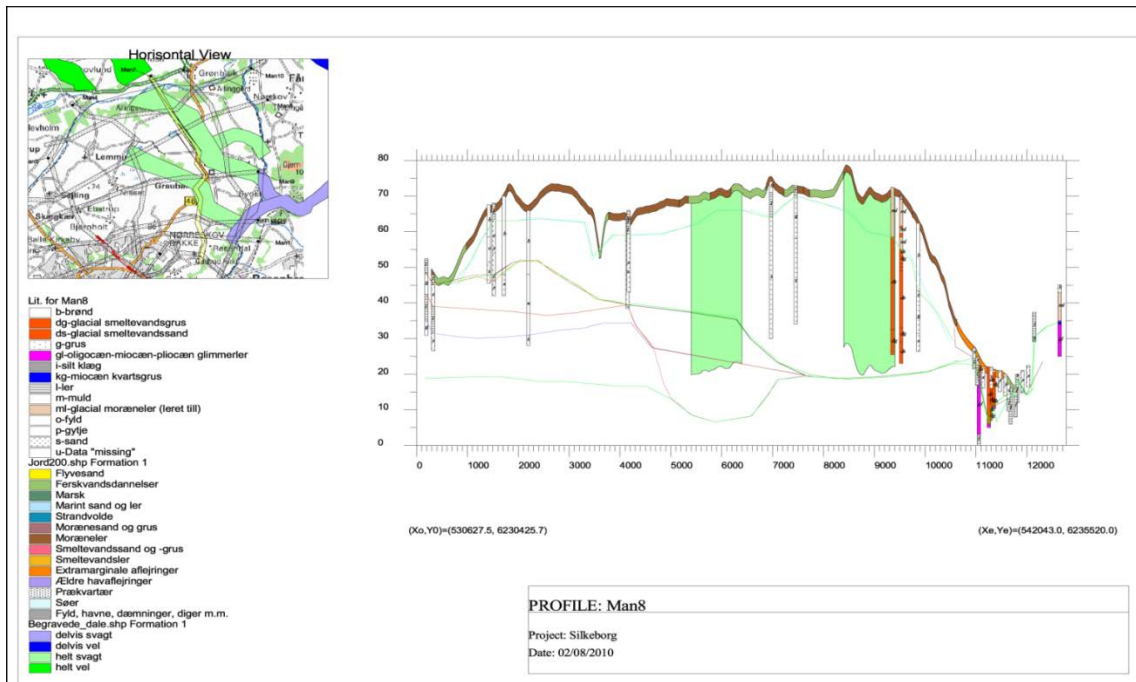 Horisontal View
Lit. for Man8
b-brønd
dg-glacial smeltevandsgrus
ds-glacial smeltevandssand
g-grus
gl-oligocæn-miocæn-pliocæn glimmerler
i-silt klæg
kg-miocæn kvartsgrus
l-ler
m-muld
ml-glacial moræneler (leret till)
o-fyld
p-gytje
s-sand
u-Data "missing"
Jord200.shp Formation 1
Flyvesand
Ferskvandsdannelser
Marsk
Marint sand og ler
Strandvolde
Morænesand og grus
Moræneler
Smeltevandssand og -grus
Smeltevandsler
Extramarginale aflejringer
Ældre havaflejringer
Prækvartær
Søer
Fyld, havne, dæmninger, diger m.m.
Begravede_dale.shp Formation 1
delvis svagt
delvis vel
helt svagt
helt vel
80
70
60
50
40
30
20
10
0
0 1000 2000 3000 4000 5000 6000 7000 8000 9000 10000 11000 12000
(Xo,Y0)=(530627.5, 6230425.7)
(Xe,Ye)=(542043.0, 6235520.0)
PROFILE: Man8
Project: Silkeborg
Date: 02/08/2010